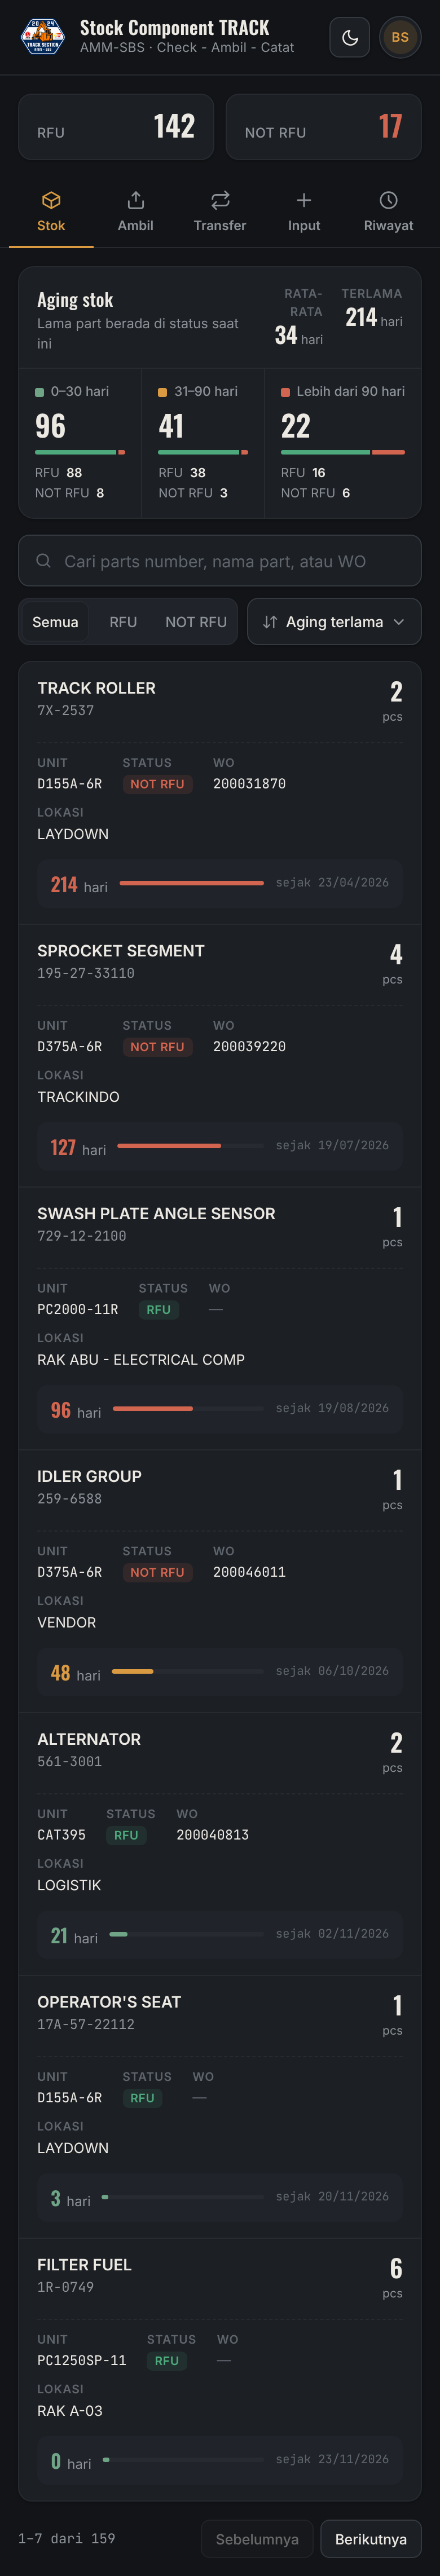 Stock Component TRACK
AMM-SBS · Check - Ambil - Catat
BS
TRACK SECTION
RFU 142
NOT RFU 17
Stok
Ambil
Transfer
Input
Riwayat
Aging stok
Lama part berada di status saat
ini
RATA-
RATA
34 hari
TERLAMA
214 hari
0–30 hari
96
RFU 88
NOT RFU 8
31–90 hari
41
RFU 38
NOT RFU 3
Lebih dari 90 hari
22
RFU 16
NOT RFU 6
Cari parts number, nama part, atau WO
Semua RFU NOT RFU
Aging terlama
TRACK ROLLER
7X-2537
2
pcs
UNIT STATUS WO
D155A-6R NOT RFU 200031870
LOKASI
LAYDOWN
214 hari sejak 23/04/2026
SPROCKET SEGMENT
195-27-33110
4
pcs
UNIT STATUS WO
D375A-6R NOT RFU 200039220
LOKASI
TRACKINDO
127 hari sejak 19/07/2026
SWASH PLATE ANGLE SENSOR
729-12-2100
1
pcs
UNIT STATUS WO
PC2000-11R RFU —
LOKASI
RAK ABU - ELECTRICAL COMP
96 hari sejak 19/08/2026
IDLER GROUP
259-6588
1
pcs
UNIT STATUS WO
D375A-6R NOT RFU 200046011
LOKASI
VENDOR
48 hari sejak 06/10/2026
ALTERNATOR
561-3001
2
pcs
UNIT STATUS WO
CAT395 RFU 200040813
LOKASI
LOGISTIK
21 hari sejak 02/11/2026
OPERATOR'S SEAT
17A-57-22112
1
pcs
UNIT STATUS WO
D155A-6R RFU —
LOKASI
LAYDOWN
3 hari sejak 20/11/2026
FILTER FUEL
1R-0749
6
pcs
UNIT STATUS WO
PC1250SP-11 RFU —
LOKASI
RAK A-03
0 hari sejak 23/11/2026
1–7 dari 159
Sebelumnya
Berikutnya